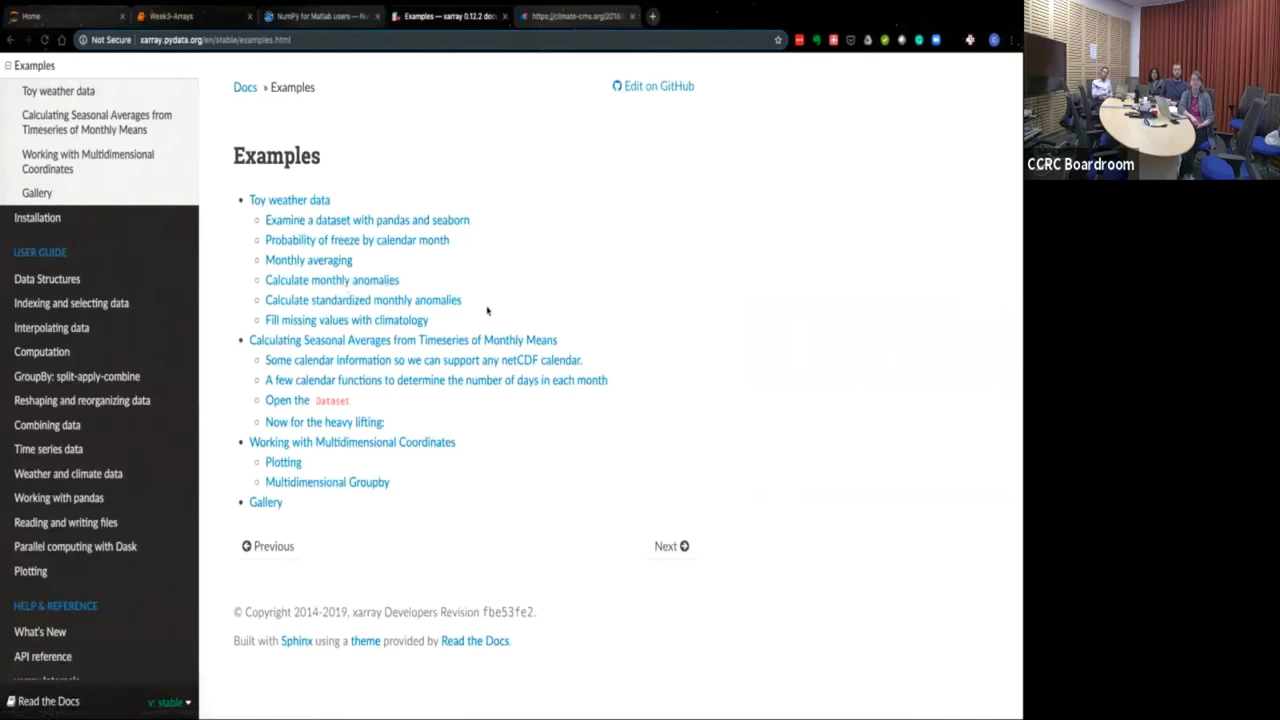 Home
Week3-Arrays
NumPy for Matlab users — Nu
Examples — xarray 0.12.2 doc
https://climate-cms.org/2018/
Not Secure | xarray.pydata.org/en/stable/examples.html
Examples
Toy weather data
Calculating Seasonal Averages from
Timeseries of Monthly Means
Working with Multidimensional
Coordinates
Gallery
Installation
USER GUIDE
Data Structures
Indexing and selecting data
Interpolating data
Computation
GroupBy: split-apply-combine
Reshaping and reorganizing data
Combining data
Time series data
Weather and climate data
Working with pandas
Reading and writing files
Parallel computing with Dask
Plotting
HELP & REFERENCE
What's New
API reference
Read the Docs
v: stable
Docs » Examples
Edit on GitHub
Examples
Toy weather data
Examine a dataset with pandas and seaborn
Probability of freeze by calendar month
Monthly averaging
Calculate monthly anomalies
Calculate standardized monthly anomalies
Fill missing values with climatology
Calculating Seasonal Averages from Timeseries of Monthly Means
Some calendar information so we can support any netCDF calendar.
A few calendar functions to determine the number of days in each month
Open the Dataset
Now for the heavy lifting:
Working with Multidimensional Coordinates
Plotting
Multidimensional Groupby
Gallery
Previous
Next
© Copyright 2014-2019, xarray Developers Revision fbe53fe2.
Built with Sphinx using a theme provided by Read the Docs.
CCRC Boardroom